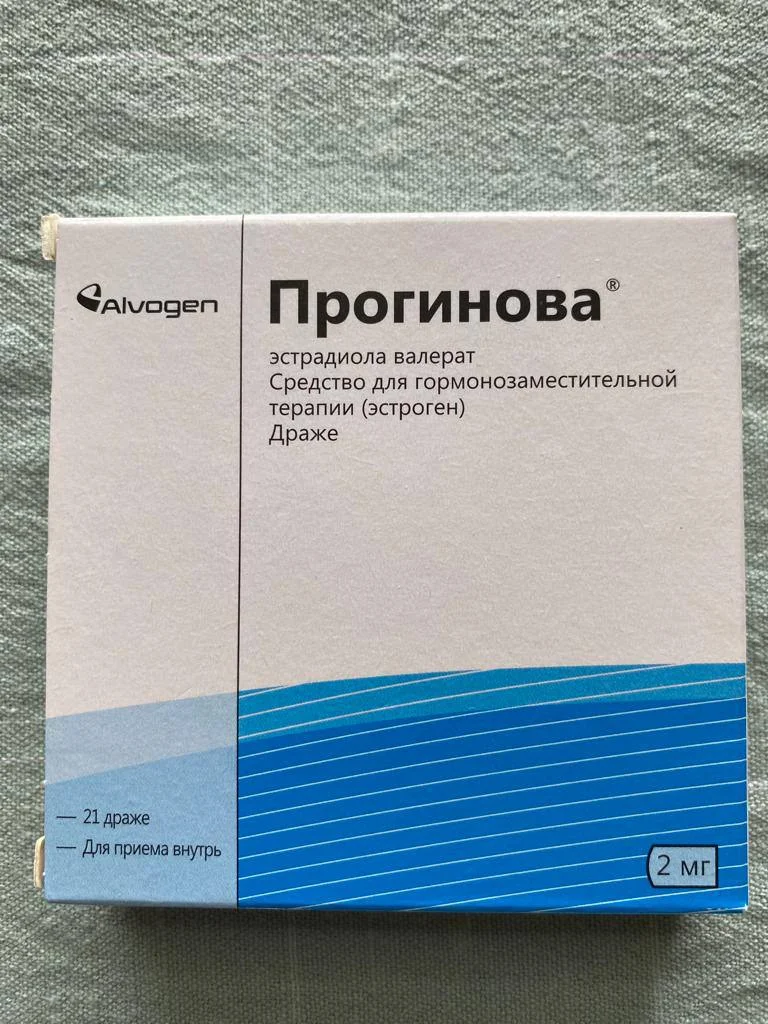 Alvogen
Прогинова®
эстрадиола валерат
Средство для гормонозаместительной
терапии (эстроген)
Драже
— 21 драже
— Для приема внутрь
2 мг